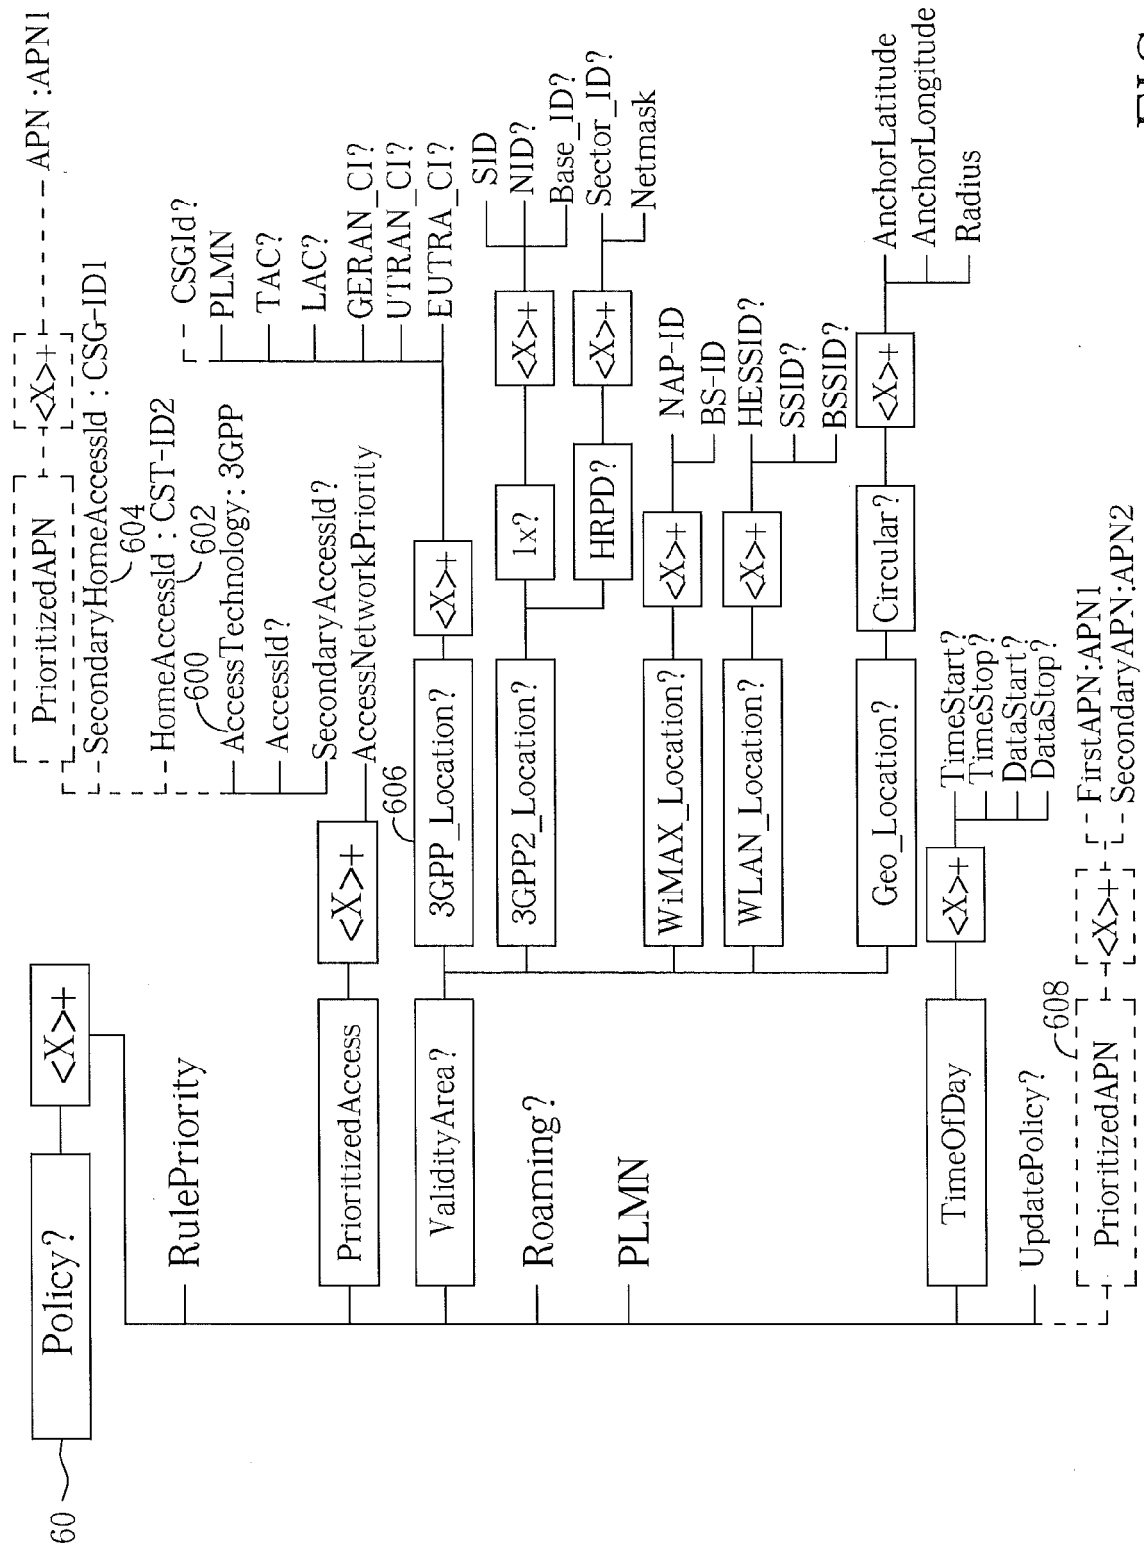 60
Policy?
<X>+
RulePriority
PrioritizedAccess
<X>+
PrioritizedAPN
<X>+
APN :APN1
SecondaryHomeAccessId : CSG-ID1
604
HomeAccessId : CST-ID2
602
AccessTechnology: 3GPP
600
AccessId?
SecondaryAccessId?
AccessNetworkPriority
ValidityArea?
606
3GPP_Location?
<X>+
CSGId?
PLMN
TAC?
LAC?
GERAN_CI?
UTRAN_CI?
EUTRA_CI?
3GPP2_Location?
1x?
<X>+
SID
NID?
Base_ID?
HRPD?
<X>+
Sector_ID?
Netmask
WiMAX_Location?
<X>+
NAP-ID
BS-ID
WLAN_Location?
<X>+
HESSID?
SSID?
BSSID?
Geo_Location?
Circular?
<X>+
AnchorLatitude
AnchorLongitude
Radius
Roaming?
PLMN
TimeOfDay
<X>+
TimeStart?
TimeStop?
DataStart?
DataStop?
UpdatePolicy?
608
PrioritizedAPN
<X>+
FirstAPN:APN1
SecondaryAPN:APN2